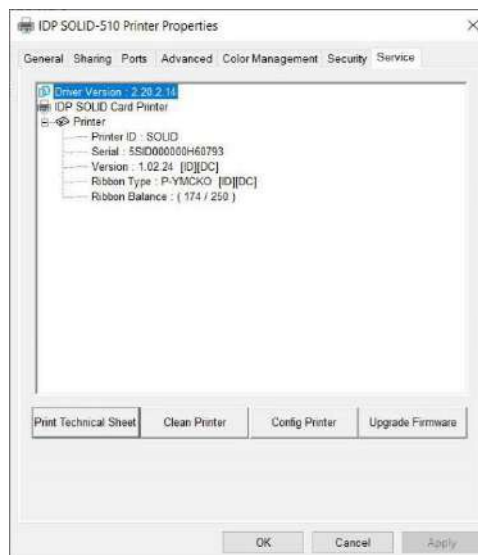 IDP SOLID-510 Printer Properties
General Sharing Ports Advanced Color Management Security Service
Driver Version : 2.20.2.14
IDP SOLID Card Printer
Printer
Printer ID : SOLID
Serial : 5SID000000H60793
Version : 1.02.24 [ID][DC]
Ribbon Type : P-YMCKO [ID][DC]
Ribbon Balance : ( 174 / 250 )
Print Technical Sheet Clean Printer Config Printer Upgrade Firmware
OK Cancel Apply